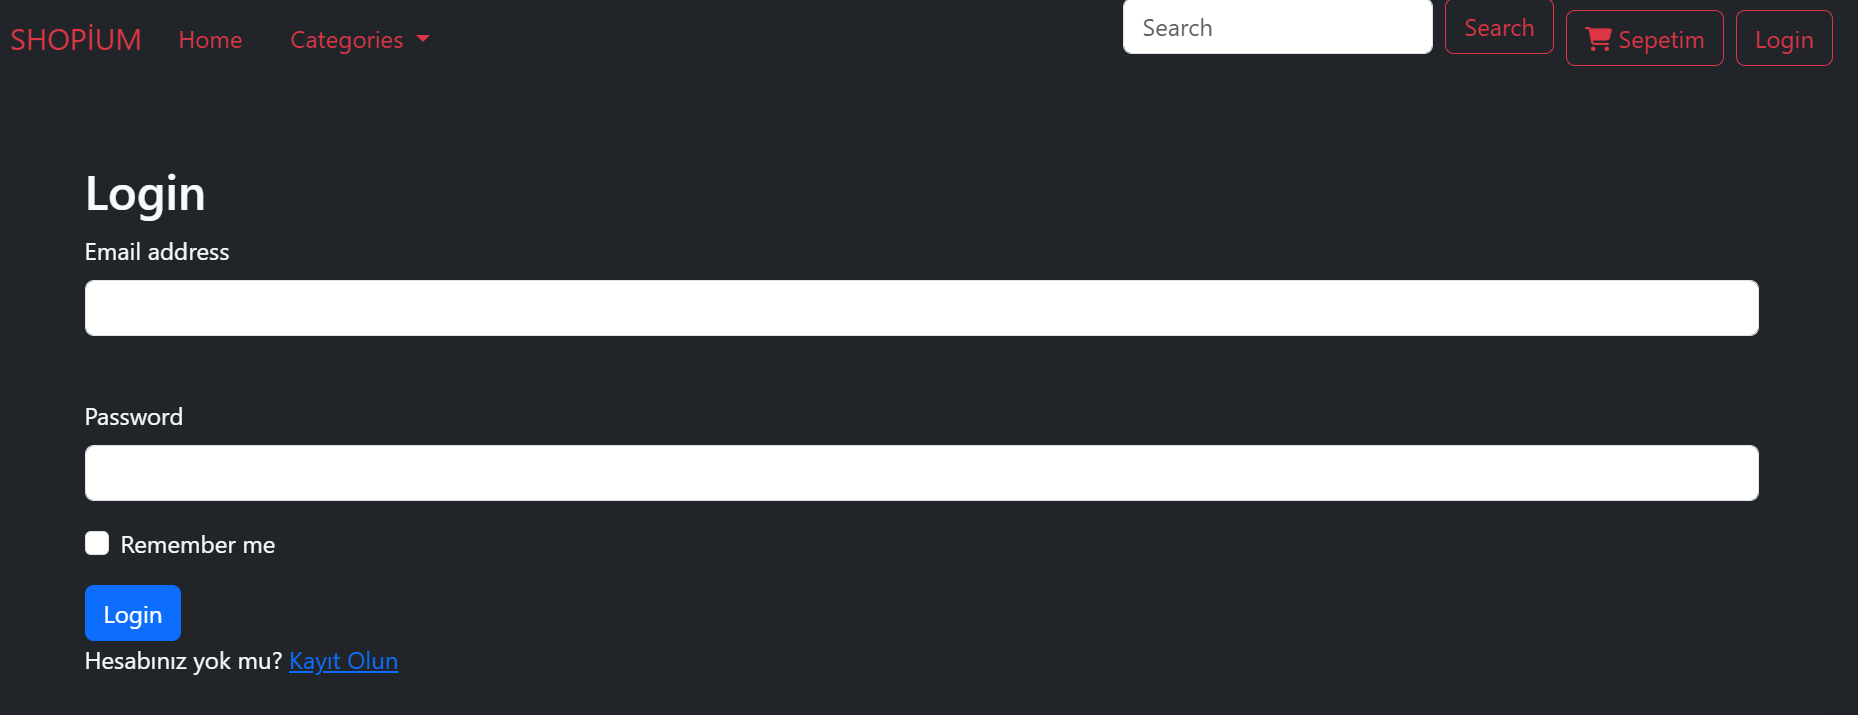 SHOPİUM Home Categories Search Search Sepetim Login
Login
Email address
Password
Remember me
Login
Hesabınız yok mu? Kayıt Olun